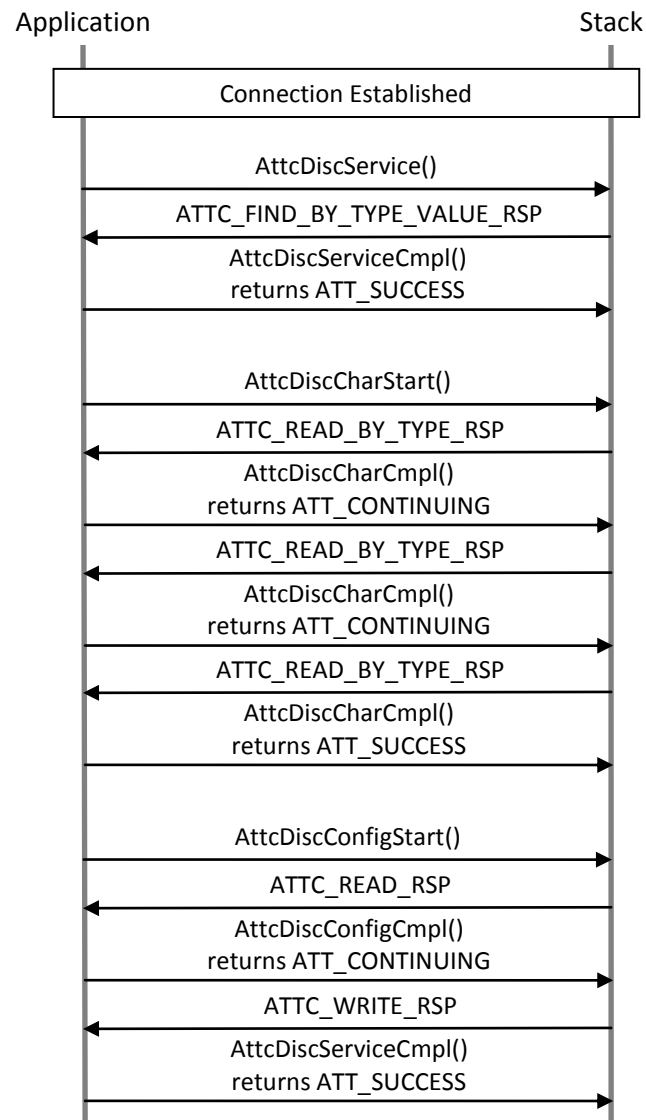 Application Stack
Connection Established
AttcDiscService()
ATTC_FIND_BY_TYPE_VALUE_RSP
AttcDiscServiceCmpl()
returns ATT_SUCCESS
AttcDiscCharStart()
ATTC_READ_BY_TYPE_RSP
AttcDiscCharCmpl()
returns ATT_CONTINUING
ATTC_READ_BY_TYPE_RSP
AttcDiscCharCmpl()
returns ATT_CONTINUING
ATTC_READ_BY_TYPE_RSP
AttcDiscCharCmpl()
returns ATT_SUCCESS
AttcDiscConfigStart()
ATTC_READ_RSP
AttcDiscConfigCmpl()
returns ATT_CONTINUING
ATTC_WRITE_RSP
AttcDiscServiceCmpl()
returns ATT_SUCCESS